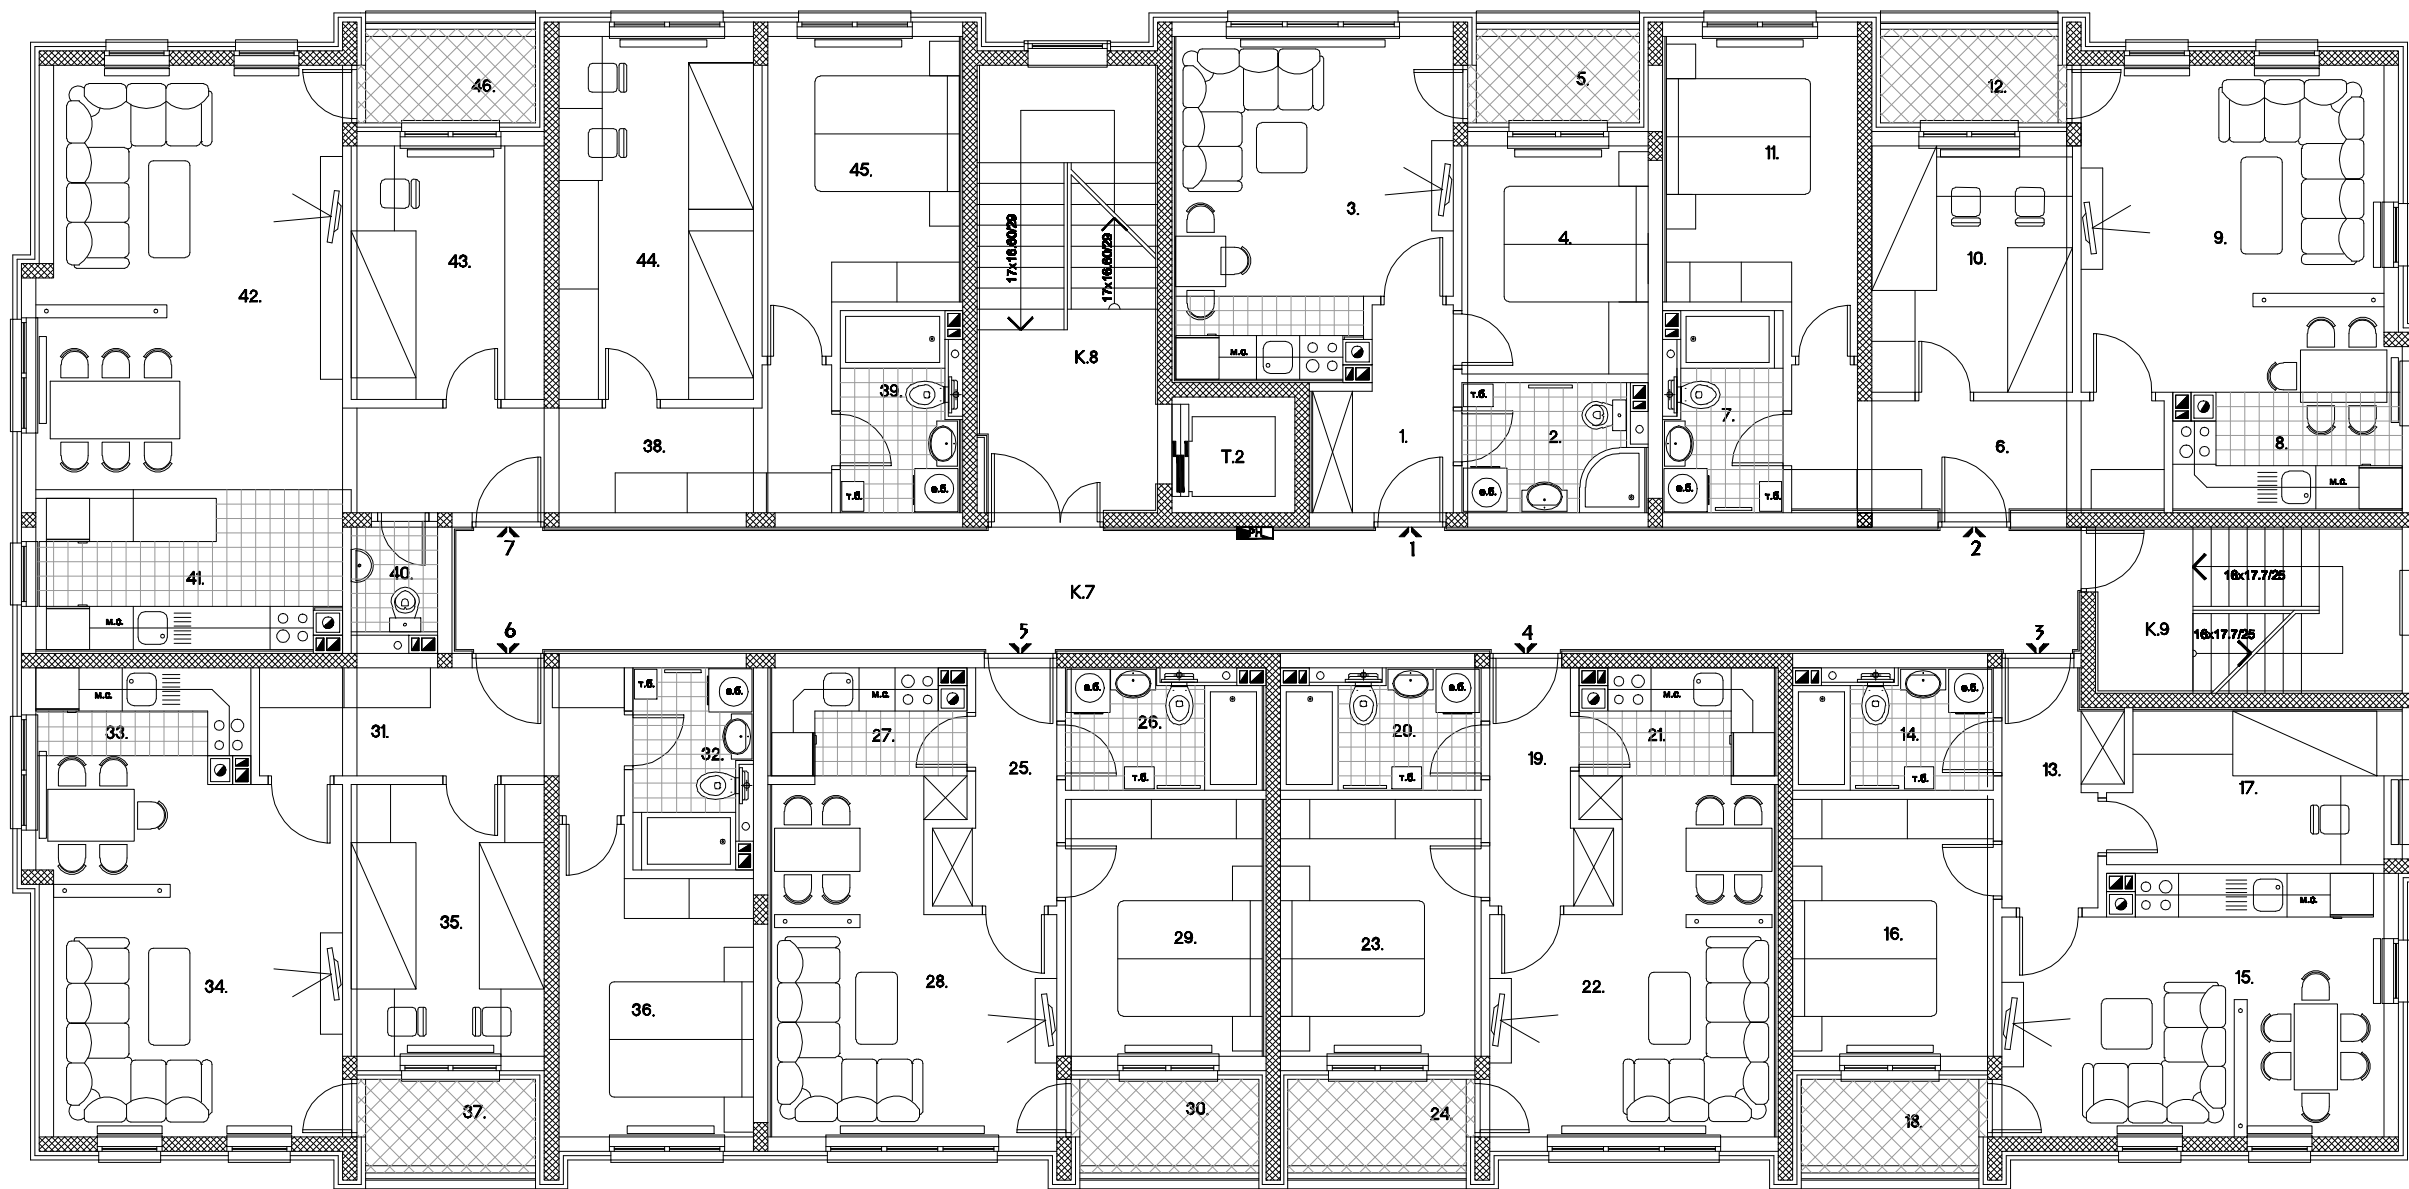 46.
5.
12.
45.
11.
3.
4.
9.
43.
44.
10.
42.
17x16.60/29
17x16.60/29
K.8
м.с.
39.
т.б.
7.
1.
2.
8.
38.
T.2
6.
м.с.
т.б.
е.б.
е.б.
е.б.
т.б.
7
1
2
41.
40.
16x17.7/25
K.7
м.с.
6
5
4
3
K.9
16x17.7/25
м.с.
т.б.
е.б.
м.с.
е.б.
е.б.
м.с.
е.б.
33.
31.
32.
27.
26.
20.
21.
14.
25.
19.
13.
т.б.
т.б.
т.б.
17.
м.с.
35.
29.
23.
16.
34.
36.
28.
22.
15.
37.
30.
24.
18.